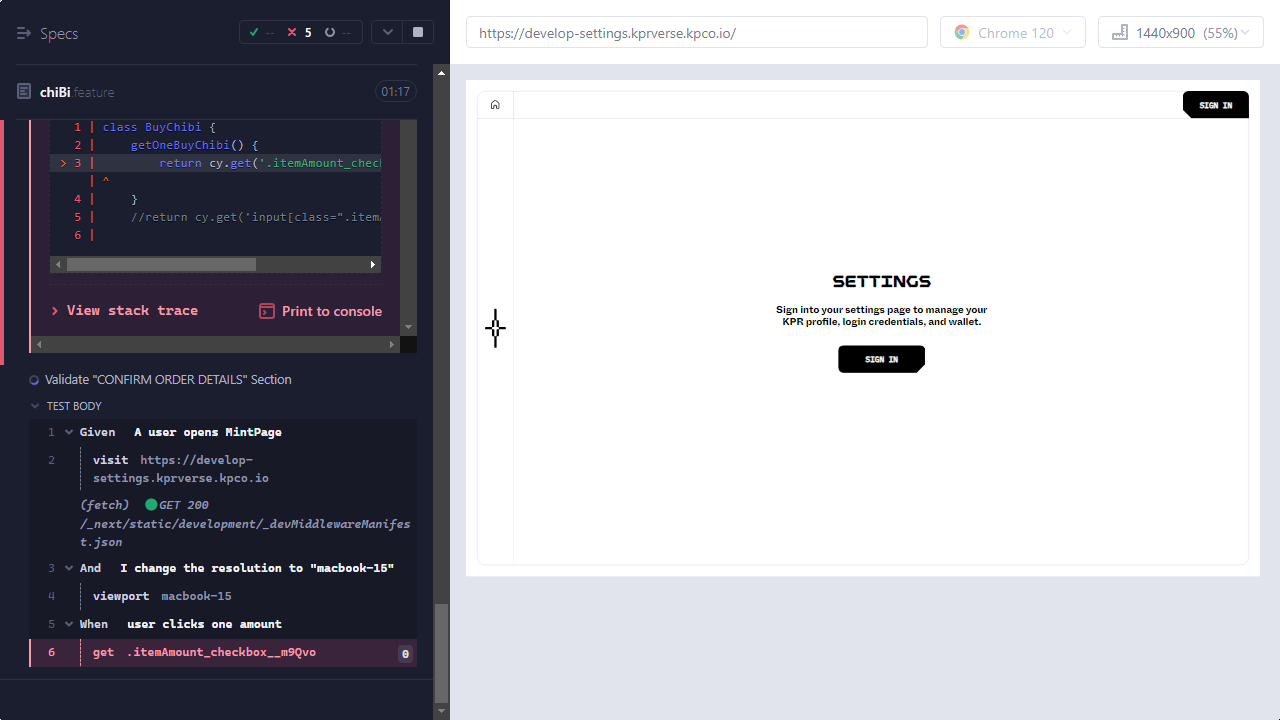 Specs
-- 5 --
chiBi.feature
01:17
1 | class BuyChibi {
2 | getOneBuyChibi() {
> 3 | return cy.get('.itemAmount_check
| ^
4 | }
5 | //return cy.get('input[class=".itemA
6 |
View stack trace
Print to console
Validate "CONFIRM ORDER DETAILS" Section
TEST BODY
1 Given A user opens MintPage
2 visit https://develop-
settings.kprverse.kpco.io
(fetch) GET 200
/_next/static/development/_devMiddlewareManifes
t.json
3 And I change the resolution to "macbook-15"
4 viewport macbook-15
5 When user clicks one amount
6 get .itemAmount_checkbox__m9Qvo 0
https://develop-settings.kprverse.kpco.io/
Chrome 120
1440x900 (55%)
SIGN IN
SETTINGS
Sign into your settings page to manage your
KPR profile, login credentials, and wallet.
SIGN IN